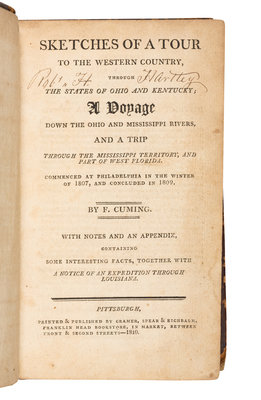 SKETCHES OF A TOUR
TO THE WESTERN COUNTRY,
THROUGH
Robt H Hartley
THE STATES OF OHIO AND KENTUCKY;
A Voyage
DOWN THE OHIO AND MISSISSIPPI RIVERS,
AND A TRIP
THROUGH THE MISSISSIPPI TERRITORY, AND
PART OF WEST FLORIDA.
COMMENCED AT PHILADELPHIA IN THE WINTER
OF 1807, AND CONCLUDED IN 1809.
BY F. CUMING.
WITH NOTES AND AN APPENDIX,
CONTAINING
SOME INTERESTING FACTS, TOGETHER WITH
A NOTICE OF AN EXPEDITION THROUGH
LOUISIANA.
PITTSBURGH,
PRINTED & PUBLISHED BY CRAMER, SPEAR & EICHBAUM,
FRANKLIN HEAD BOOKSTORE, IN MARKET, BETWEEN
FRONT & SECOND STREETS—1810.